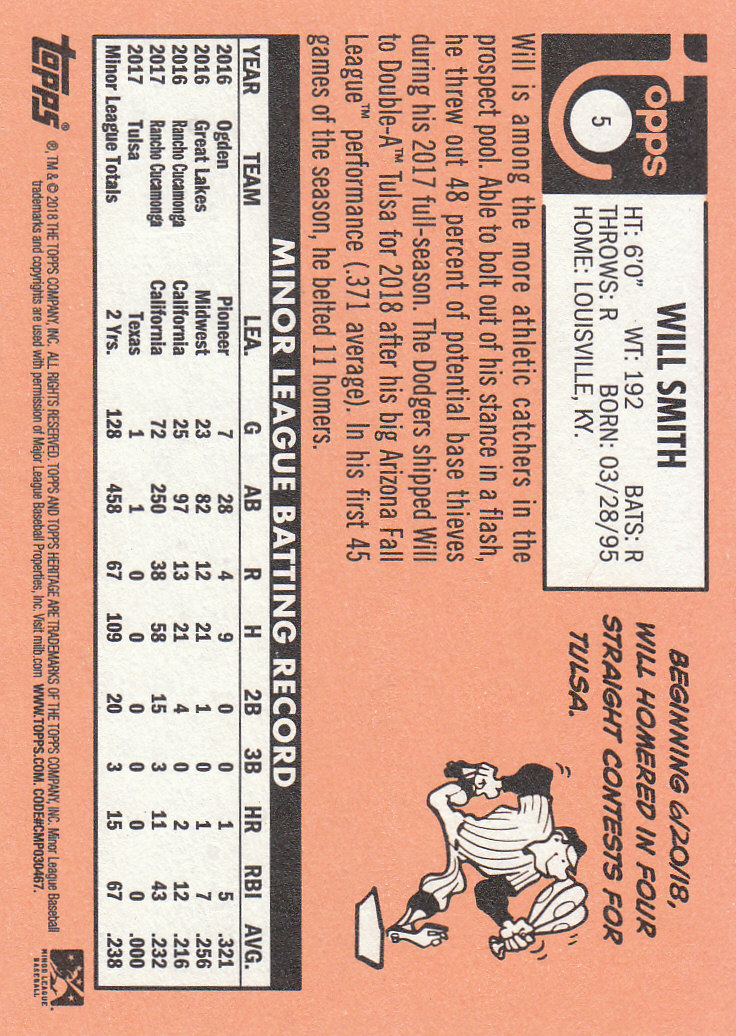 topps
5
WILL SMITH
HT: 6'0" WT: 192 BATS: R
THROWS: R BORN: 03/28/95
HOME: LOUISVILLE, KY.
BEGINNING 6/20/18,
WILL HOMERED IN FOUR
STRAIGHT CONTESTS FOR
TULSA.
Will is among the more athletic catchers in the
prospect pool. Able to bolt out of his stance in a flash,
he threw out 48 percent of potential base thieves
during his 2017 full-season. The Dodgers shipped Will
to Double-A™ Tulsa for 2018 after his big Arizona Fall
League™ performance (.371 average). In his first 45
games of the season, he belted 11 homers.
MINOR LEAGUE BATTING RECORD
YEAR TEAM LEA. G AB R H 2B 3B HR RBI AVG.
2016 Ogden Pioneer 7 28 4 9 0 0 1 5 .321
2016 Great Lakes Midwest 23 82 12 21 1 0 1 7 .256
2016 Rancho Cucamonga California 25 97 13 21 4 0 2 12 .216
2017 Rancho Cucamonga California 72 250 38 58 15 3 11 43 .232
2017 Tulsa Texas 1 1 0 0 0 0 0 0 .000
Minor League Totals 2 Yrs. 128 458 67 109 20 3 15 67 .238
topps® ®, TM & © 2018 THE TOPPS COMPANY, INC. ALL RIGHTS RESERVED. TOPPS AND TOPPS HERITAGE ARE TRADEMARKS OF THE TOPPS COMPANY, INC. Minor League Baseball
trademarks and copyrights are used with permission of Major League Baseball Properties, Inc. Visit milb.com WWW.TOPPS.COM. CODE#CMP030467.
MINOR LEAGUE
BASEBALL